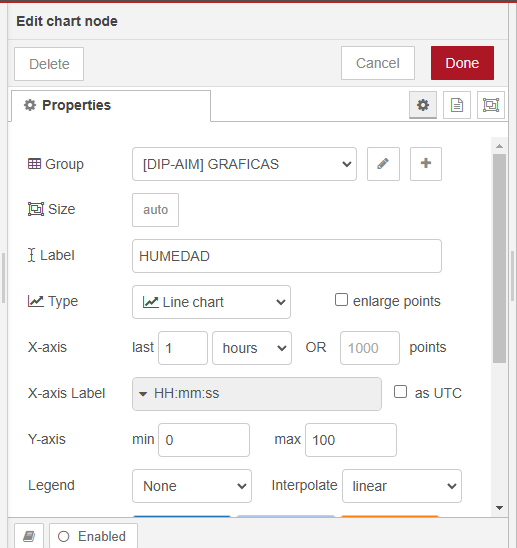 Edit chart node
Delete Cancel Done
Properties
Group [DIP-AIM] GRAFICAS
Size auto
Label HUMEDAD
Type Line chart enlarge points
X-axis last 1 hours OR 1000 points
X-axis Label HH:mm:ss as UTC
Y-axis min 0 max 100
Legend None Interpolate linear
Enabled